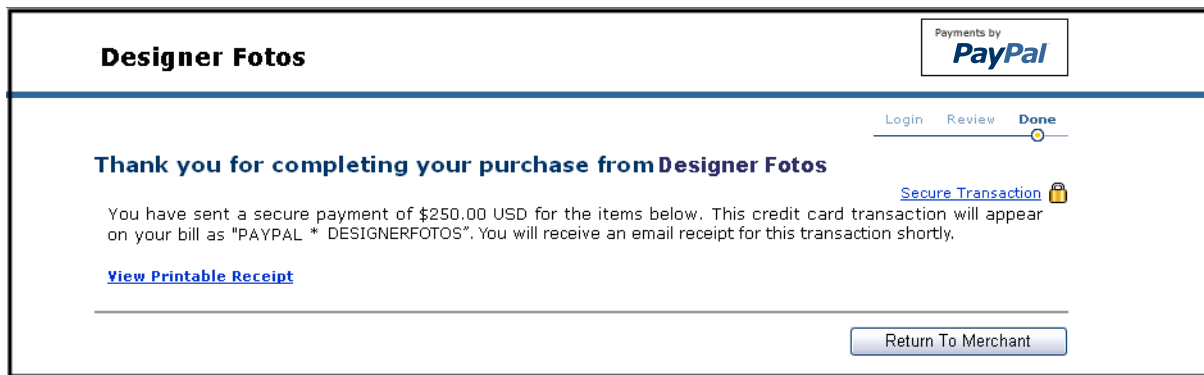 Designer Fotos
Payments by
PayPal
Login Review Done
Thank you for completing your purchase from Designer Fotos
Secure Transaction
You have sent a secure payment of $250.00 USD for the items below. This credit card transaction will appear
on your bill as "PAYPAL * DESIGNERFOTOS". You will receive an email receipt for this transaction shortly.
View Printable Receipt
Return To Merchant